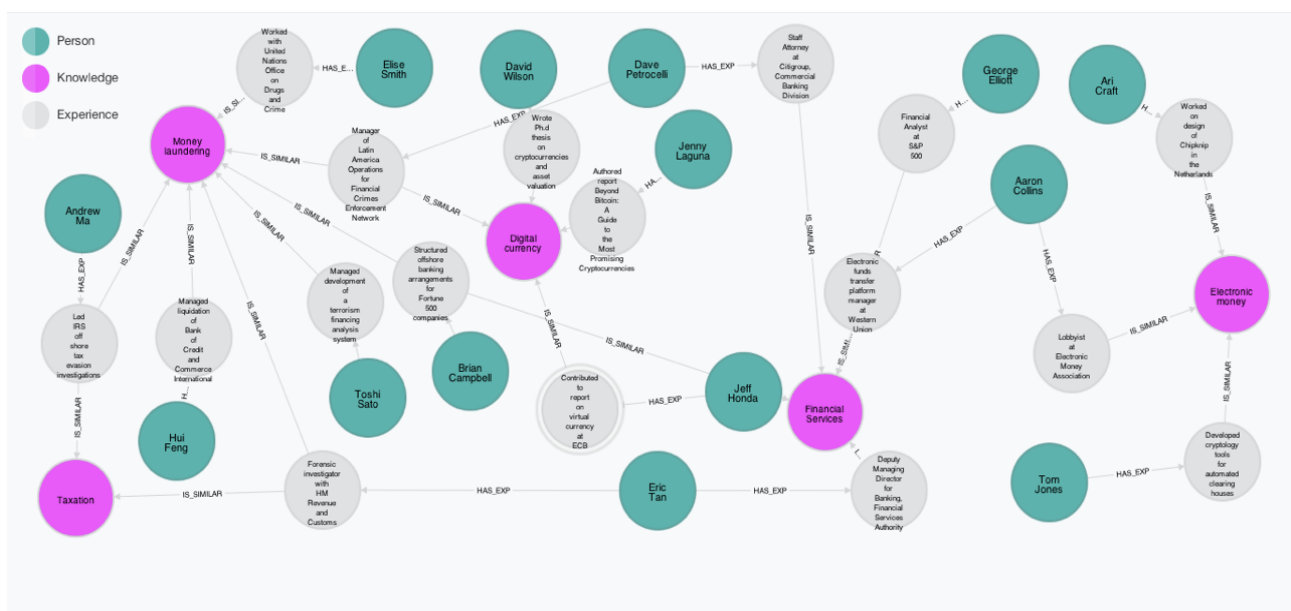 Person
Knowledge
Experience
Worked
with
United
Nations
Office
on
Drugs
and
Crime
HAS_E...
Elise
Smith
David
Wilson
Dave
Petrocelli
HAS_EXP
Staff
Attorney
at
Citigroup,
Commercial
Banking
Division
George
Elliott
Ari
Craft
IS_SI...
H...
H...
Money
laundering
IS_SIMILAR
Manager
of
Latin
America
Operations
for
Financial
Crimes
Enforcement
Network
HAS_EXP
Wrote
Ph.d
thesis
on
cryptocurrencies
and
asset
valuation
Jenny
Laguna
HA...
Financial
Analyst
at
S&P
500
Worked
on
design
of
Chipknip
in
the
Netherlands
Aaron
Collins
Andrew
Ma
IS_SIMILAR
IS_SIMILAR
IS_SIMILAR
IS_SIMILAR
IS_SIMILAR
Digital
currency
Authored
report
Beyond
Bitcoin:
A
Guide
to
the
Most
Promising
Cryptocurrencies
IS_SIMILAR
R
HAS_EXP
IS_SIMILAR
HAS_EXP
HAS_EXP
Structured
offshore
banking
arrangements
for
Fortune
500
companies
Managed
development
of
a
terrorism
financing
analysis
system
Electronic
funds
transfer
platform
manager
at
Western
Union
Electronic
money
Led
IRS
off
shore
tax
evasion
investigations
Managed
liquidation
of
Bank
of
Credit
and
Commerce
International
IS_SIMILAR
IS_SIMILAR
IS_SIMILAR
IS_SIMI...
Lobbyist
at
Electronic
Money
Association
IS_SIMILAR
Brian
Campbell
Toshi
Sato
Contributed
to
report
on
virtual
currency
at
ECB
HAS_EXP
Jeff
Honda
Financial
Services
IS_SIMILAR
IS_SIMILAR
H...
Hui
Feng
I...
Taxation
IS_SIMILAR
Forensic
investigator
with
HM
Revenue
and
Customs
HAS_EXP
Eric
Tan
HAS_EXP
Deputy
Managing
Director
for
Banking,
Financial
Services
Authority
Tom
Jones
HAS_EXP
Developed
cryptology
tools
for
automated
clearing
houses